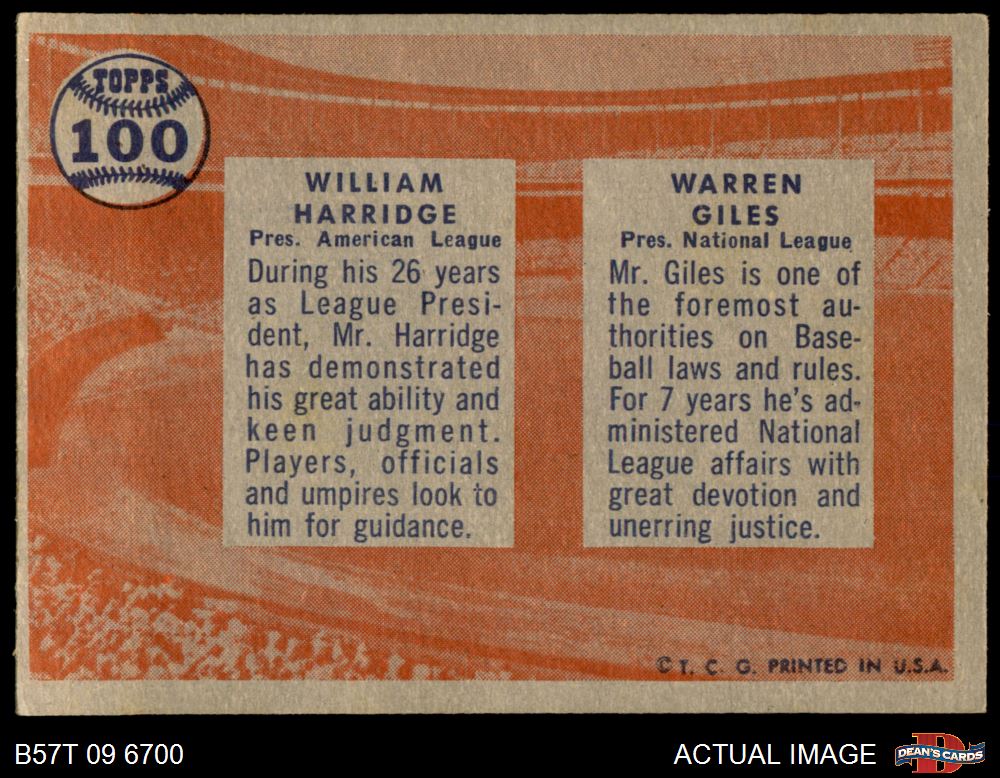 TOPPS
100
WILLIAM
HARRIDGE
Pres. American League
During his 26 years
as League Presi-
dent, Mr. Harridge
has demonstrated
his great ability and
keen judgment.
Players, officials
and umpires look to
him for guidance.
WARREN
GILES
Pres. National League
Mr. Giles is one of
the foremost au-
thorities on Base-
ball laws and rules.
For 7 years he's ad-
ministered National
League affairs with
great devotion and
unerring justice.
© T. C. G. PRINTED IN U.S.A.
B57T 09 6700
ACTUAL IMAGE
D
DEAN'S CARDS